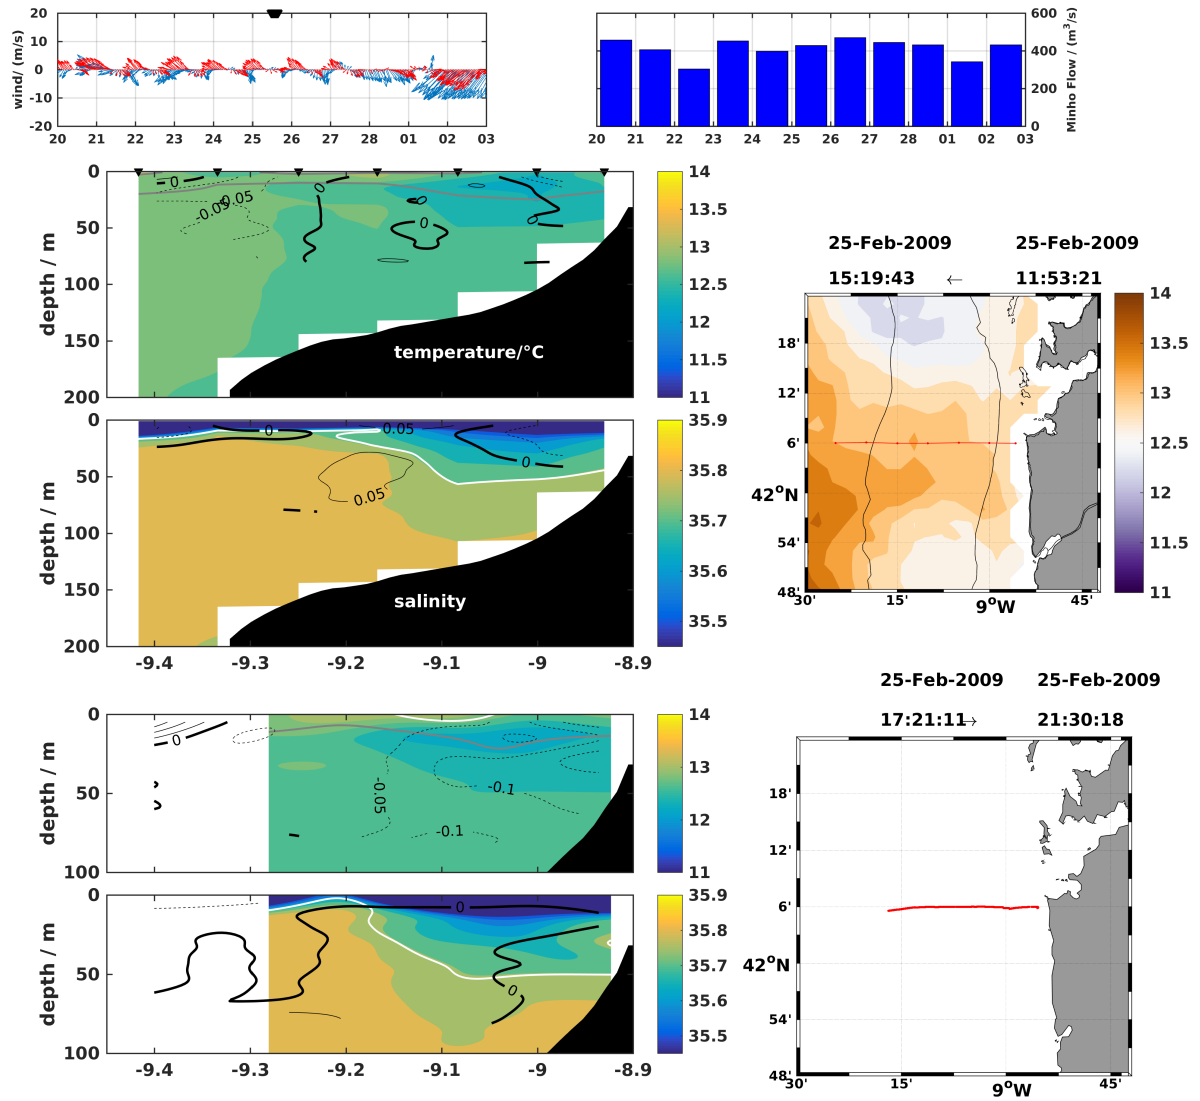 20
10
0
-10
-20
wind/ (m/s)
20 21 22 23 24 25 26 27 28 01 02 03
600
400
200
0
Minho Flow / (m³/s)
20 21 22 23 24 25 26 27 28 01 02 03
0
50
100
150
200
depth / m
0 -0.05 0.05 0 0 0 0
temperature/°C
14
13.5
13
12.5
12
11.5
11
0
50
100
150
200
depth / m
0 0.05 0 0.05
salinity
35.9
35.8
35.7
35.6
35.5
-9.4 -9.3 -9.2 -9.1 -9 -8.9
25-Feb-2009 25-Feb-2009
15:19:43 ← 11:53:21
18'
12'
6'
42°N
54'
48'
30' 15' 9°W 45'
14
13.5
13
12.5
12
11.5
11
0
50
100
depth / m
0 -0.05 -0.1 -0.1
14
13
12
11
0
50
100
depth / m
0 0
35.9
35.8
35.7
35.6
35.5
-9.4 -9.3 -9.2 -9.1 -9 -8.9
25-Feb-2009 25-Feb-2009
17:21:11→ 21:30:18
18'
12'
6'
42°N
54'
48'
30' 15' 9°W 45'